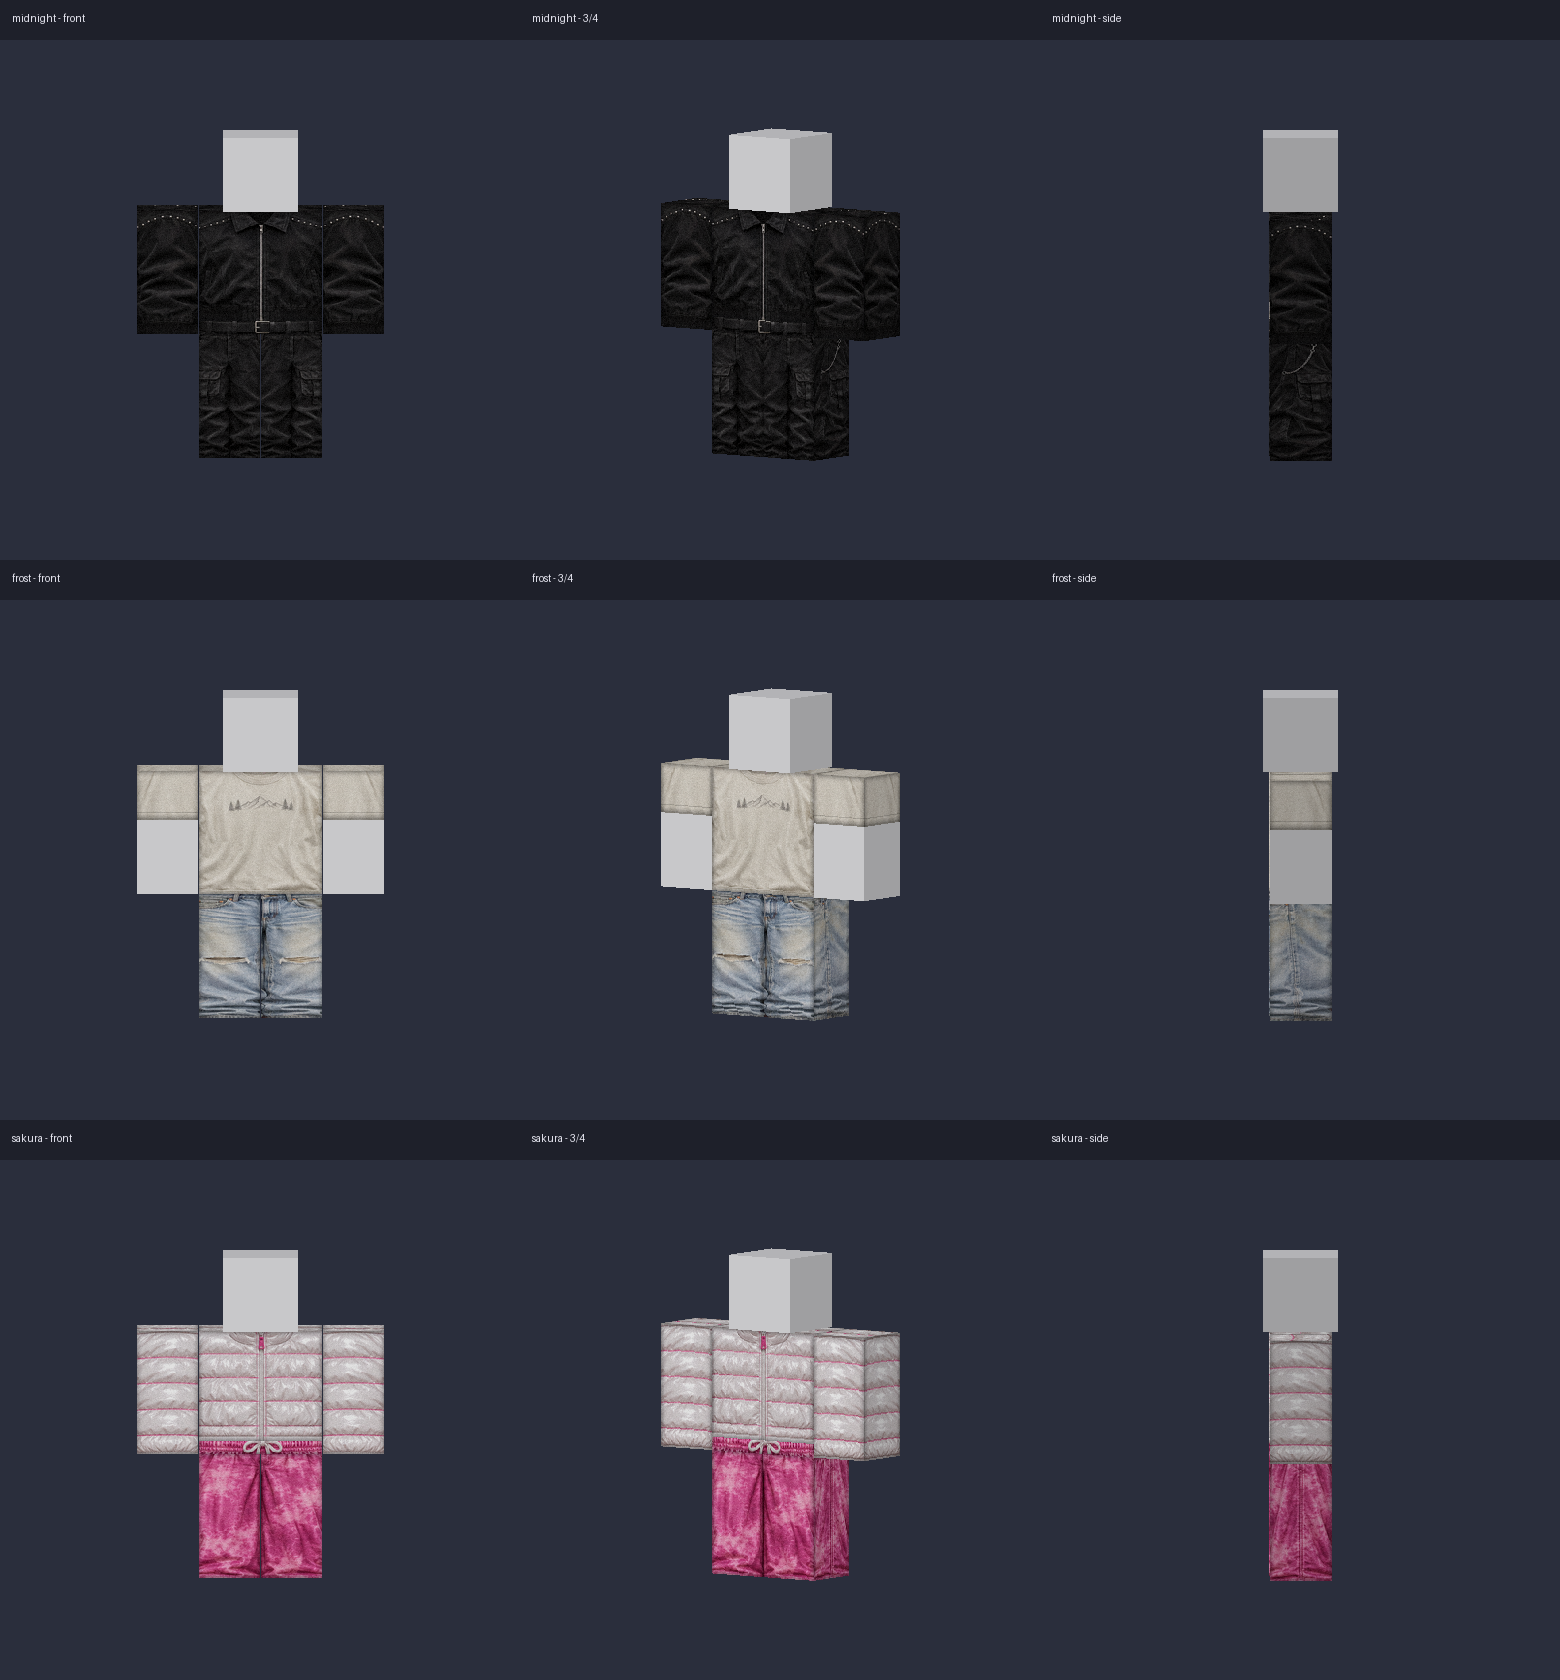 midnight - front
midnight - 3/4
midnight - side
frost - front
frost - 3/4
frost - side
sakura - front
sakura - 3/4
sakura - side